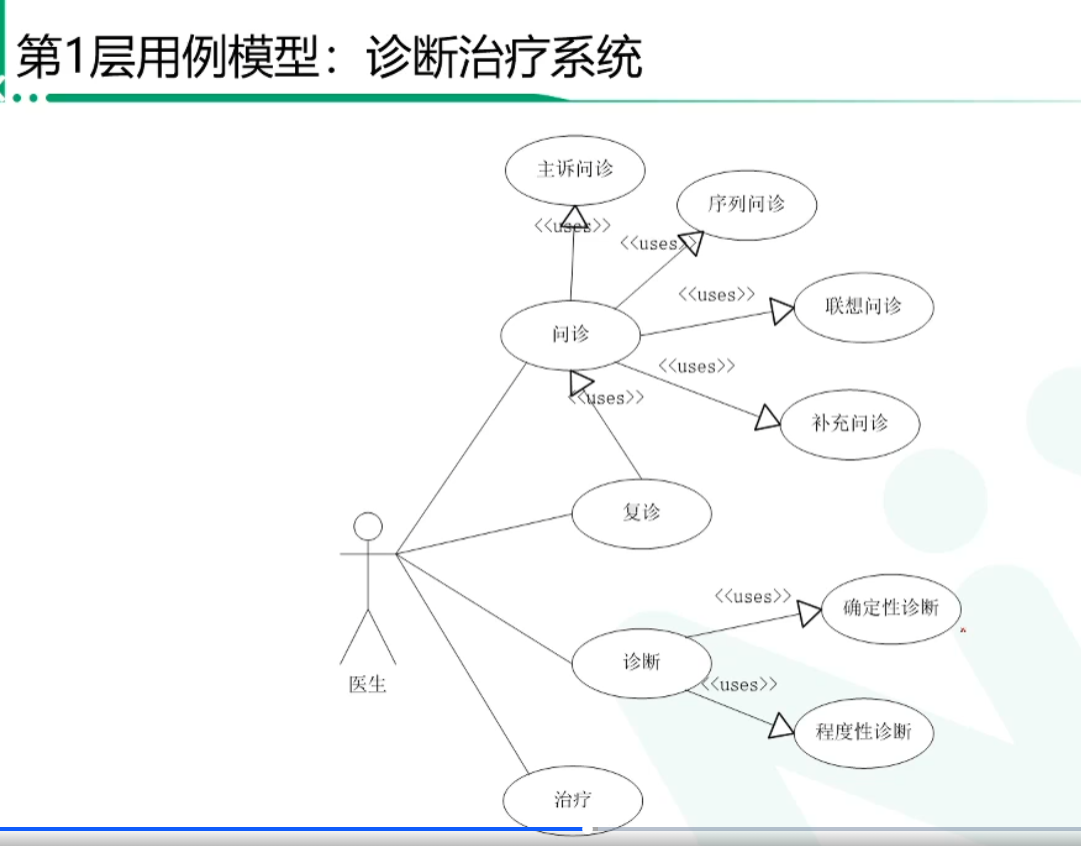 第1层用例模型：诊断治疗系统
主诉问诊
<<uses>>
序列问诊
<<uses>>
<<uses>>
联想问诊
问诊
<<uses>>
<<uses>>
补充问诊
复诊
<<uses>>
确定性诊断
诊断
<<uses>>
医生
程度性诊断
治疗